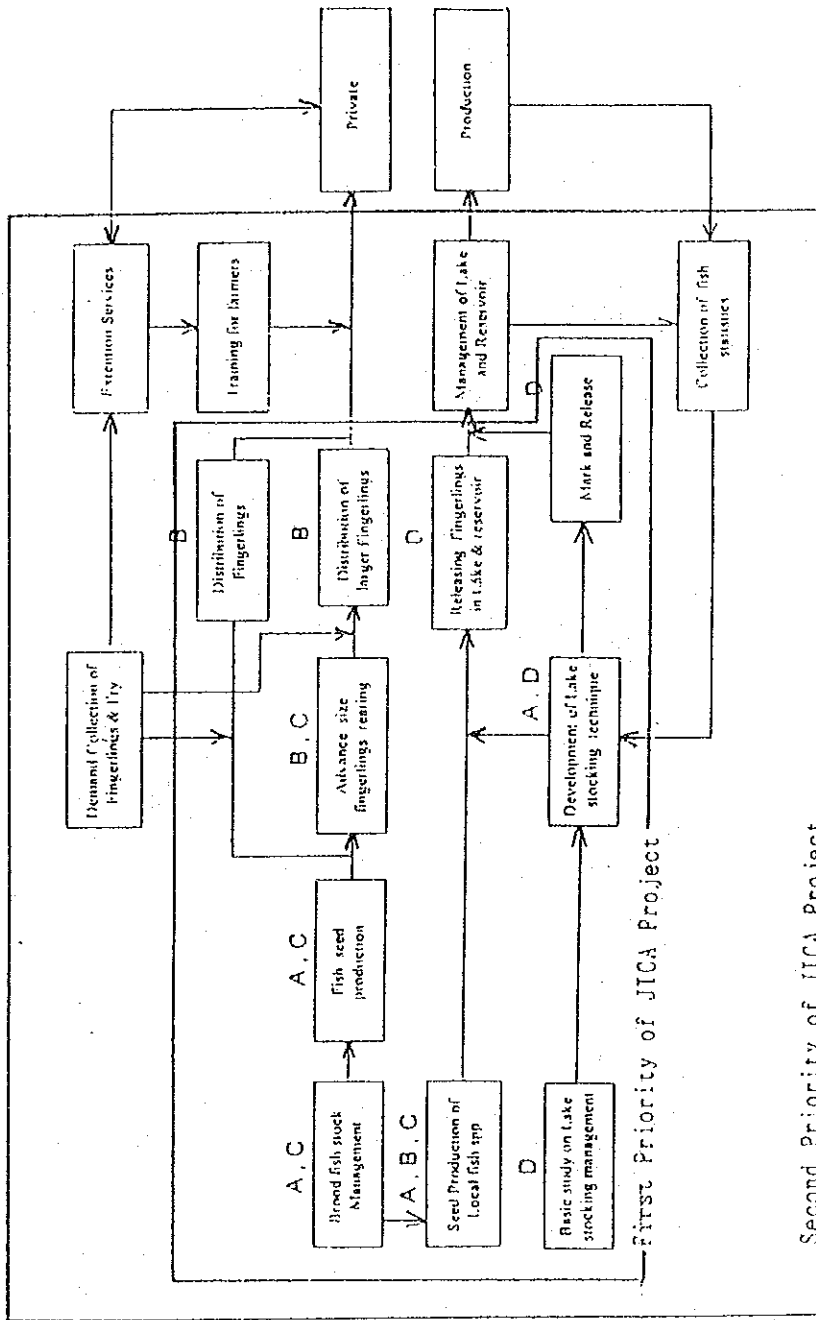 Demand Collection of
Fingerlings & Fry
Extention Services
B
Distribution of
Fingerlings
Training for farmers
A, C
Brood fish stock
Management
A, C
Fish seed
production
B, C
Advance size
fingerlings rearing
B
Distribution of
larger Fingerlings
Private
A, B, C
Seed Production of
Local fish spp
C
Releasing Fingerlings
in Lake & reservoir
Management of Lake
and Reservoir
Production
D
Basic study on Lake
stocking management
A, D
Development of Lake
stocking technique
D
Mark and Release
Collection of fish
statistics
First Priority of JICA Project
Second Priority of JICA Project